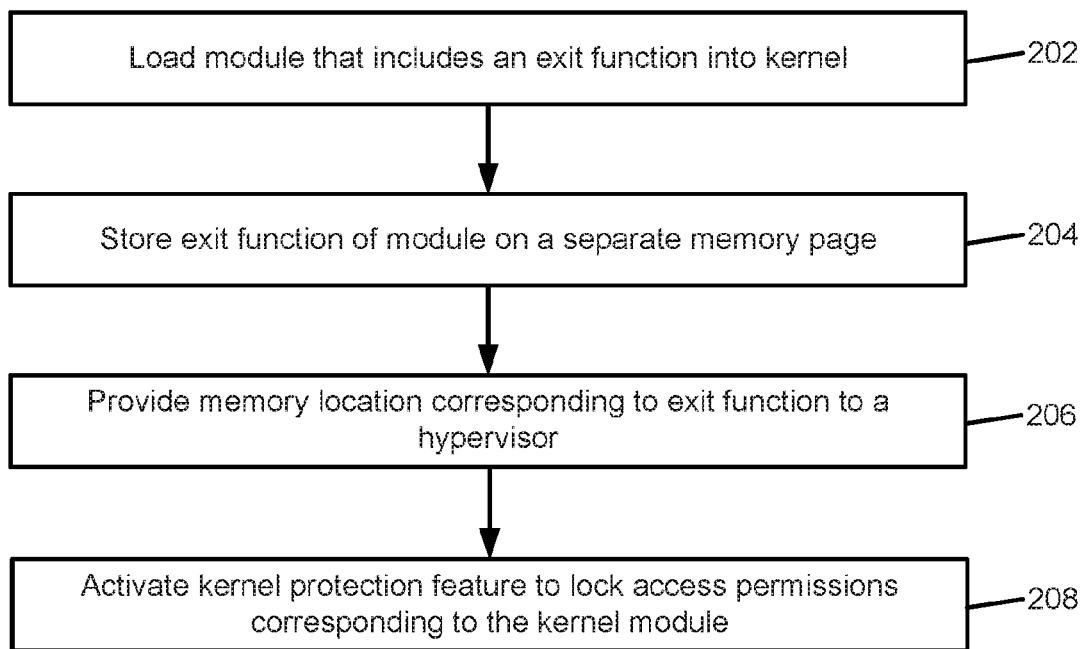 Load module that includes an exit function into kernel
202
Store exit function of module on a separate memory page
204
Provide memory location corresponding to exit function to a
hypervisor
206
Activate kernel protection feature to lock access permissions
corresponding to the kernel module
208